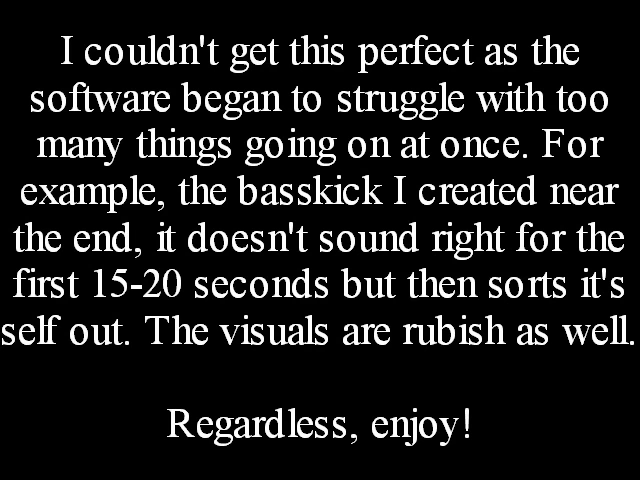 I couldn't get this perfect as the
software began to struggle with too
many things going on at once. For
example, the basskick I created near
the end, it doesn't sound right for the
first 15-20 seconds but then sorts it's
self out. The visuals are rubish as well.
Regardless, enjoy!